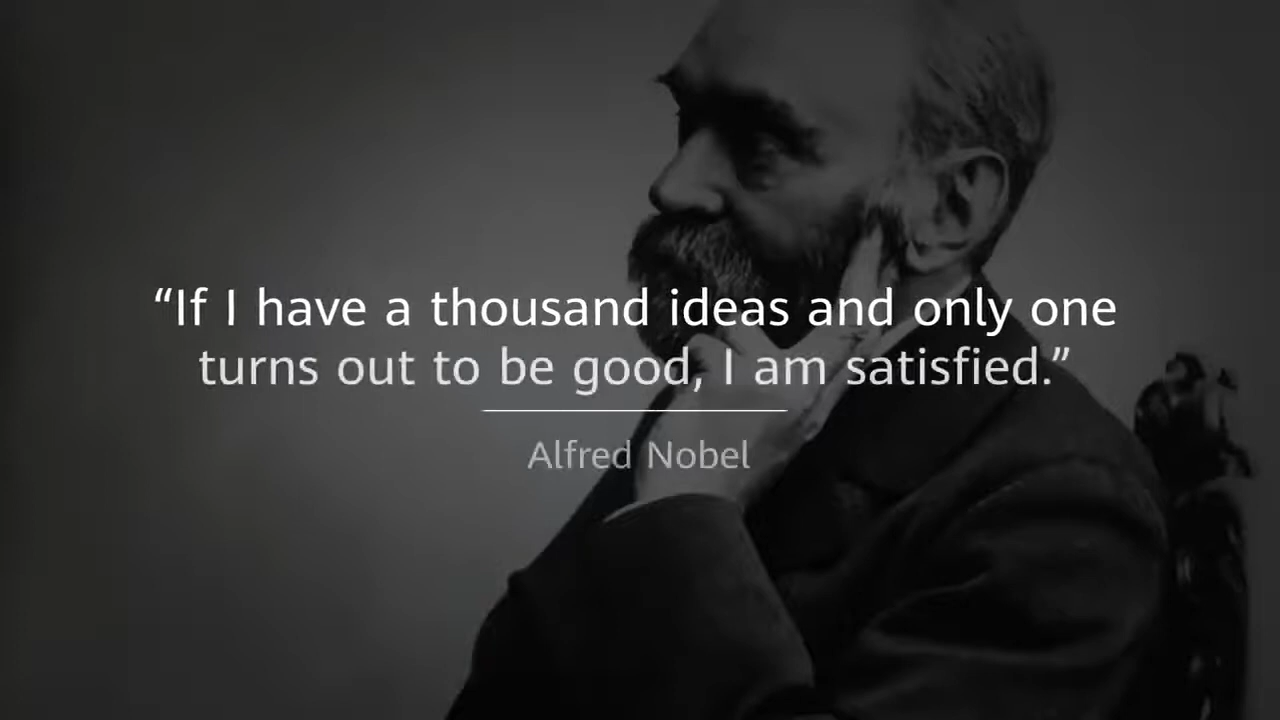 “If I have a thousand ideas and only one
turns out to be good, I am satisfied.”
Alfred Nobel